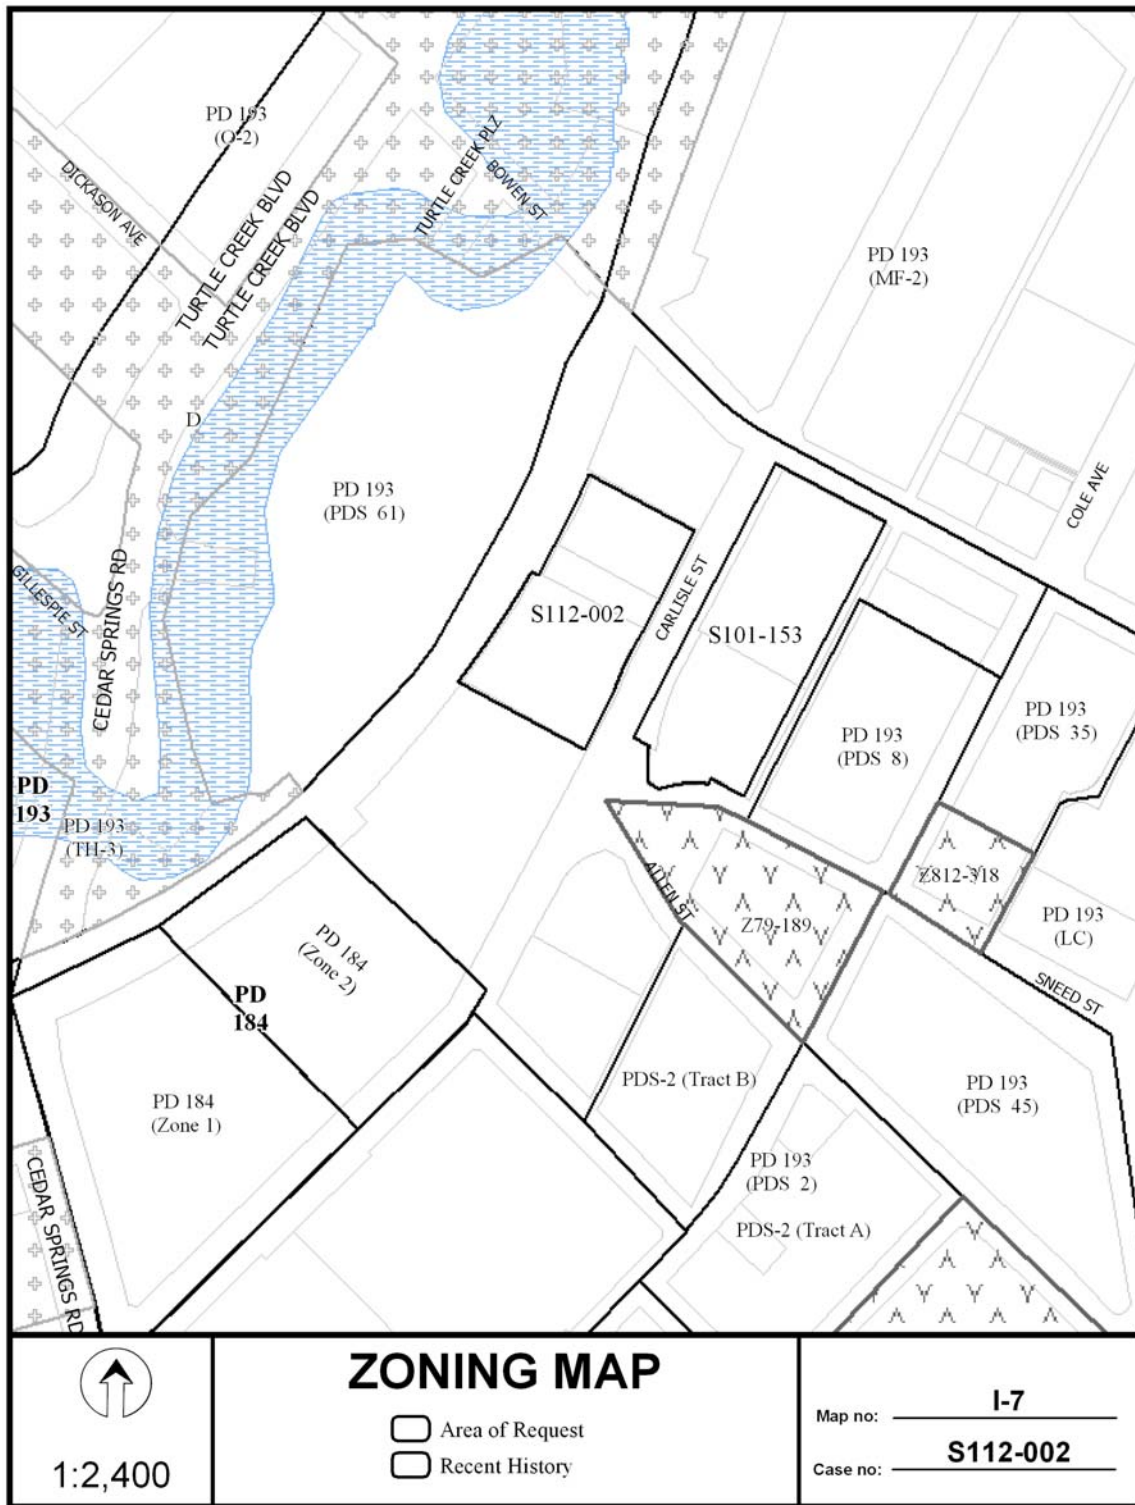 PD 193
(O-2)
DICKASON AVE
TURTLE CREEK BLVD
TURTLE CREEK BLVD
TURTLE CREEK PLZ
BOWEN ST
PD 193
(MF-2)
D
PD 193
(PDS 61)
COLE AVE
GILLESPIE ST
CEDAR SPRINGS RD
S112-002
CARLISLE ST
S101-153
PD 193
(PDS 8)
PD 193
(PDS 35)
PD
193
PD 193
(TH-3)
ALLEN ST
Z79-189
Z812-318
PD 193
(LC)
SNEED ST
PD 184
(Zone 2)
PD
184
PD 184
(Zone 1)
PDS-2 (Tract B)
PD 193
(PDS 45)
PD 193
(PDS 2)
PDS-2 (Tract A)
CEDAR SPRINGS RD
1:2,400
ZONING MAP
Area of Request
Recent History
Map no: I-7
Case no: S112-002